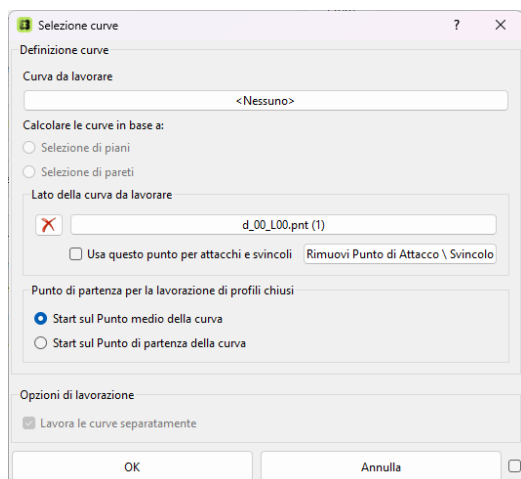 Selezione curve
?
Definizione curve
Curva da lavorare
<Nessuno>
Calcolare le curve in base a:
Selezione di piani
Selezione di pareti
Lato della curva da lavorare
d_00_L00.pnt (1)
Usa questo punto per attacchi e svincoli
Rimuovi Punto di Attacco \ Svincolo
Punto di partenza per la lavorazione di profili chiusi
Start sul Punto medio della curva
Start sul Punto di partenza della curva
Opzioni di lavorazione
Lavora le curve separatamente
OK
Annulla